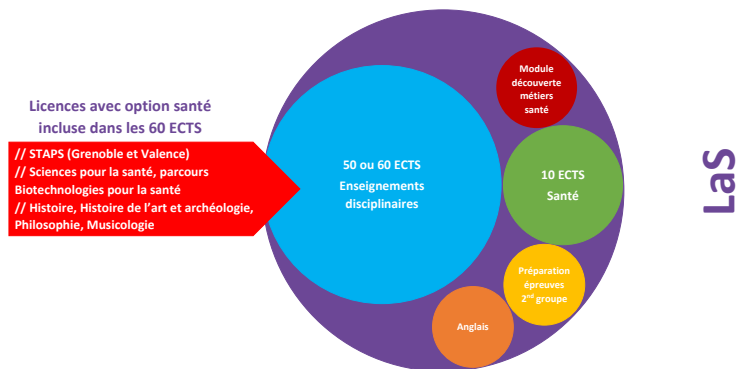 Licences avec option santé
incluse dans les 60 ECTS
// STAPS (Grenoble et Valence)
// Sciences pour la santé, parcours
Biotechnologies pour la santé
// Histoire, Histoire de l'art et archéologie,
Philosophie, Musicologie
50 ou 60 ECTS
Enseignements
disciplinaires
Module
découverte
métiers
santé
10 ECTS
Santé
Préparation
épreuves
2nd groupe
Anglais
LaS